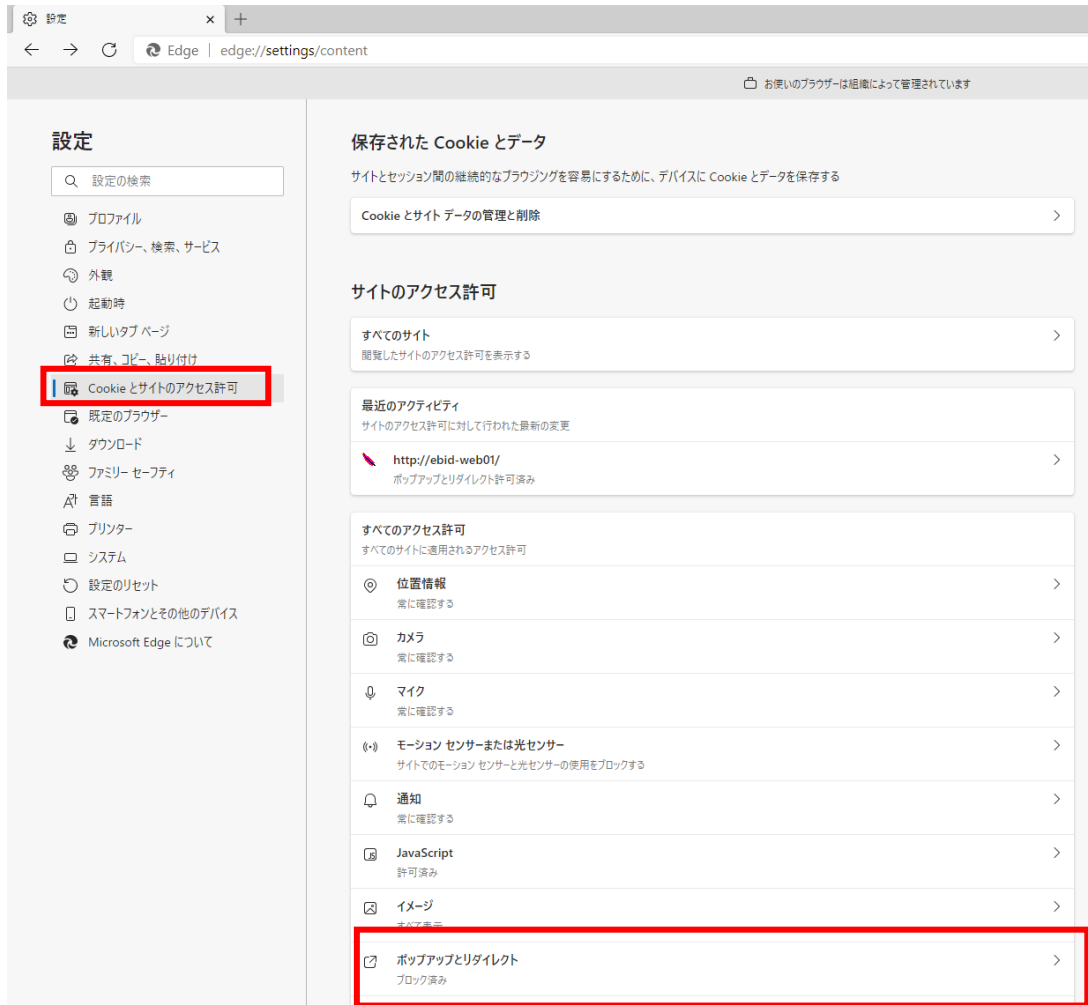 設定
Edge | edge://settings/content
お使いのブラウザーは組織によって管理されています
設定
設定の検索
プロファイル
プライバシー、検索、サービス
外観
起動時
新しいタブ ページ
共有、コピー、貼り付け
Cookie とサイトのアクセス許可
既定のブラウザー
ダウンロード
ファミリー セーフティ
言語
プリンター
システム
設定のリセット
スマートフォンとその他のデバイス
Microsoft Edge について
保存された Cookie とデータ
サイトとセッション間の継続的なブラウジングを容易にするために、デバイスに Cookie とデータを保存する
Cookie とサイト データの管理と削除
サイトのアクセス許可
すべてのサイト
閲覧したサイトのアクセス許可を表示する
最近のアクティビティ
サイトのアクセス許可に対して行われた最新の変更
http://ebid-web01/
ポップアップとリダイレクト許可済み
すべてのアクセス許可
すべてのサイトに適用されるアクセス許可
位置情報
常に確認する
カメラ
常に確認する
マイク
常に確認する
モーション センサーまたは光センサー
サイトでのモーション センサーと光センサーの使用をブロックする
通知
常に確認する
JavaScript
許可済み
イメージ
すべて表示
ポップアップとリダイレクト
ブロック済み